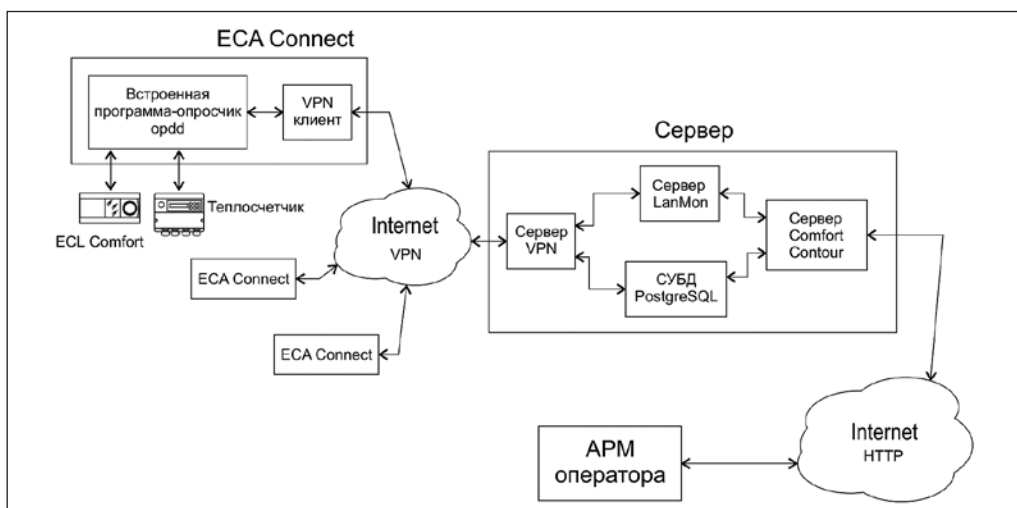 ECA Connect
Встроенная
программа-опросчик
opdd
VPN
клиент
ECL Comfort
Теплосчетчик
ECA Connect
ECA Connect
Internet
VPN
Сервер
Сервер
VPN
Сервер
LanMon
СУБД
PostgreSQL
Сервер
Comfort
Contour
Internet
HTTP
АРМ
оператора